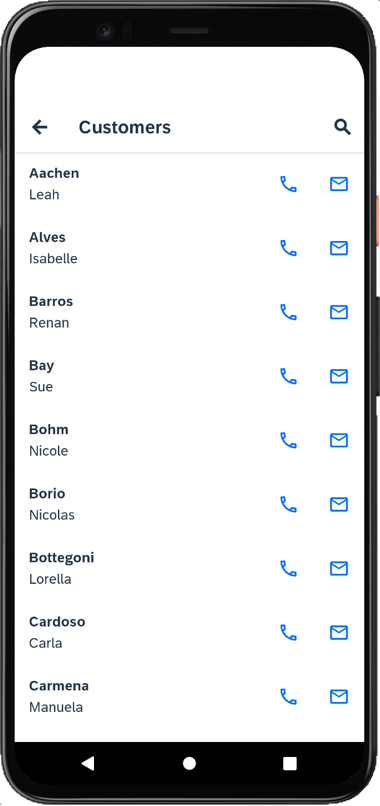 Customers
Aachen
Leah
Alves
Isabelle
Barros
Renan
Bay
Sue
Bohm
Nicole
Borio
Nicolas
Bottegoni
Lorella
Cardoso
Carla
Carmena
Manuela